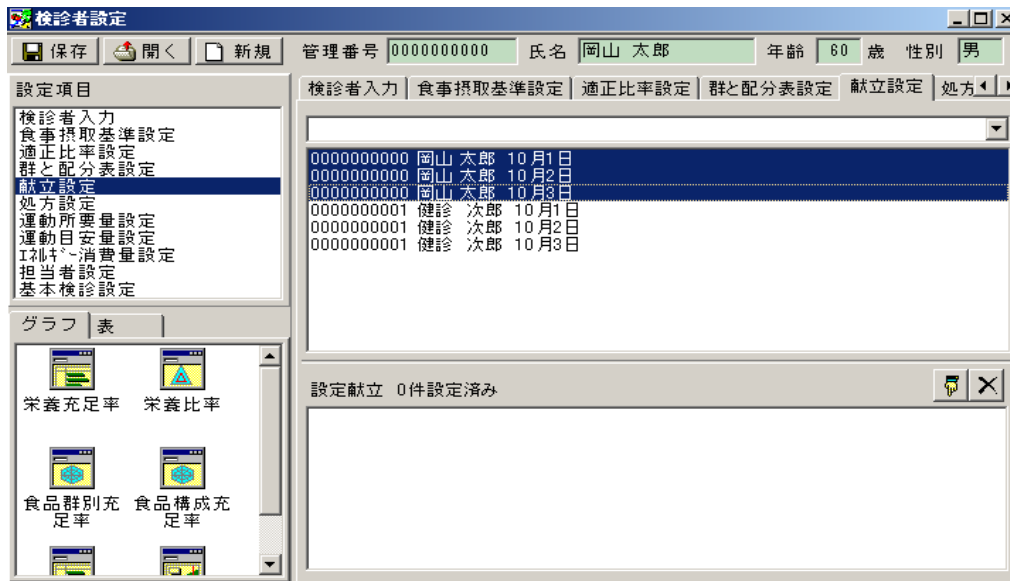 検診者設定
保存 開く 新規 管理番号 0000000000 氏名 岡山 太郎 年齢 60 歳 性別 男
設定項目
検診者入力
食事摂取基準設定
適正比率設定
群と配分表設定
献立設定
処方設定
運動所要量設定
運動目安量設定
ｴﾈﾙｷﾞｰ消費量設定
担当者設定
基本検診設定
検診者入力 食事摂取基準設定 適正比率設定 群と配分表設定 献立設定 処方
0000000000 岡山 太郎 10月1日
0000000000 岡山 太郎 10月2日
0000000000 岡山 太郎 10月3日
0000000001 健診 次郎 10月1日
0000000001 健診 次郎 10月2日
0000000001 健診 次郎 10月3日
グラフ 表
栄養充足率 栄養比率
食品群別充足率 食品構成充足率
設定献立 0件設定済み